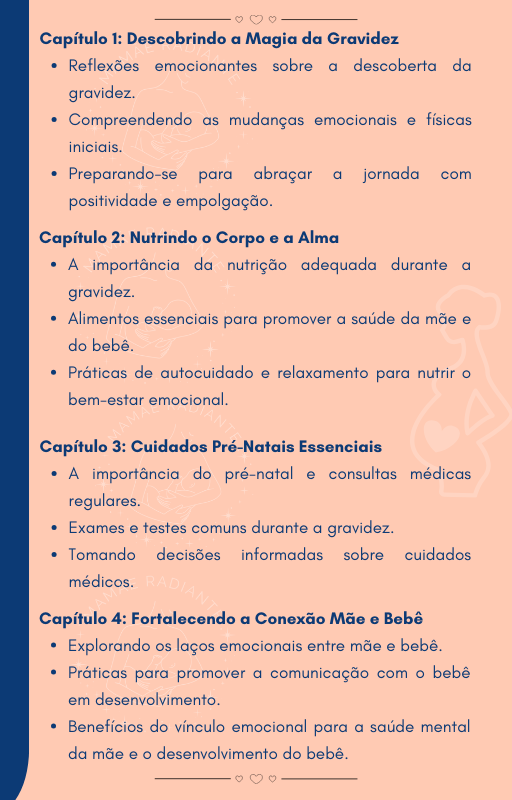 Capítulo 1: Descobrindo a Magia da Gravidez
Reflexões emocionantes sobre a descoberta da
gravidez.
Compreendendo as mudanças emocionais e físicas
iniciais.
Preparando-se para abraçar a jornada com
positividade e empolgação.
Capítulo 2: Nutrindo o Corpo e a Alma
A importância da nutrição adequada durante a
gravidez.
Alimentos essenciais para promover a saúde da mãe e
do bebê.
Práticas de autocuidado e relaxamento para nutrir o
bem-estar emocional.
MAMÃE RADIANTE
Capítulo 3: Cuidados Pré-Natais Essenciais
A importância do pré-natal e consultas médicas
regulares.
Exames e testes comuns durante a gravidez.
Tomando decisões informadas sobre cuidados
médicos.
MAMÃE RADIANTE
Capítulo 4: Fortalecendo a Conexão Mãe e Bebê
Explorando os laços emocionais entre mãe e bebê.
Práticas para promover a comunicação com o bebê
em desenvolvimento.
Benefícios do vínculo emocional para a saúde mental
da mãe e o desenvolvimento do bebê.